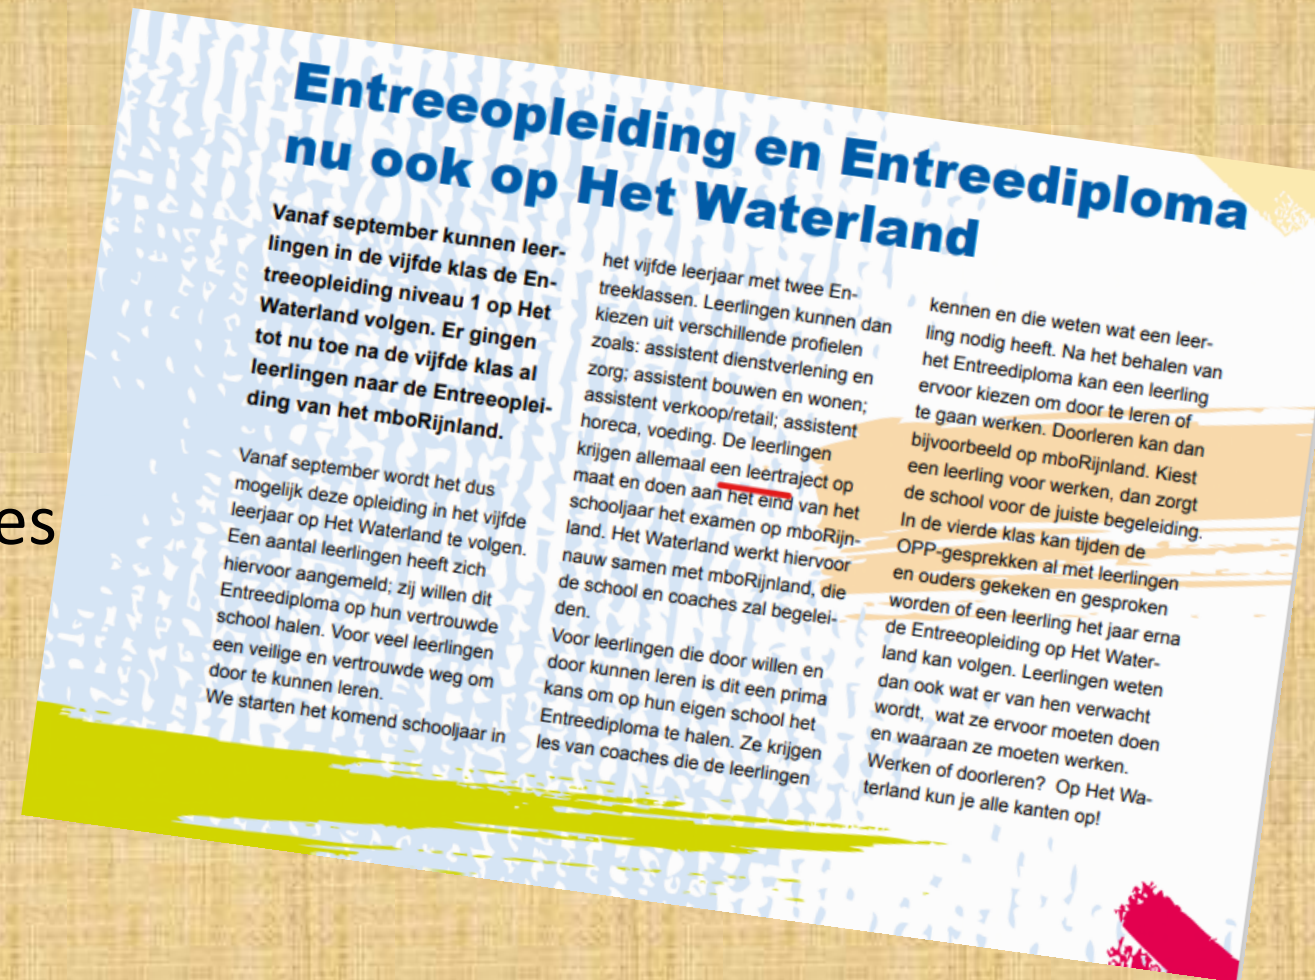 Entreeopleiding en Entreediploma
nu ook op Het Waterland
Vanaf september kunnen leer-
lingen in de vijfde klas de En-
treeopleiding niveau 1 op Het
Waterland volgen. Er gingen
tot nu toe na de vijfde klas al
leerlingen naar de Entreeoplei-
ding van het mboRijnland.
Vanaf september wordt het dus
mogelijk deze opleiding in het vijfde
leerjaar op Het Waterland te volgen.
Een aantal leerlingen heeft zich
hiervoor aangemeld; zij willen dit
Entreediploma op hun vertrouwde
school halen. Voor veel leerlingen
een veilige en vertrouwde weg om
door te kunnen leren.
We starten het komend schooljaar in
het vijfde leerjaar met twee En-
treeklassen. Leerlingen kunnen dan
kiezen uit verschillende profielen
zoals: assistent dienstverlening en
zorg; assistent bouwen en wonen;
assistent verkoop/retail; assistent
horeca, voeding. De leerlingen
krijgen allemaal een leertraject op
maat en doen aan het eind van het
schooljaar het examen op mboRijn-
land. Het Waterland werkt hiervoor
nauw samen met mboRijnland, die
de school en coaches zal begelei-
den.
Voor leerlingen die door willen en
door kunnen leren is dit een prima
kans om op hun eigen school het
Entreediploma te halen. Ze krijgen
les van coaches die de leerlingen
kennen en die weten wat een leer-
ling nodig heeft. Na het behalen van
het Entreediploma kan een leerling
ervoor kiezen om door te leren of
te gaan werken. Doorleren kan dan
bijvoorbeeld op mboRijnland. Kiest
een leerling voor werken, dan zorgt
de school voor de juiste begeleiding.
In de vierde klas kan tijden de
OPP-gesprekken al met leerlingen
en ouders gekeken en gesproken
worden of een leerling het jaar erna
de Entreeopleiding op Het Water-
land kan volgen. Leerlingen weten
dan ook wat er van hen verwacht
wordt, wat ze ervoor moeten doen
en waaraan ze moeten werken.
Werken of doorleren? Op Het Wa-
terland kun je alle kanten op!
es